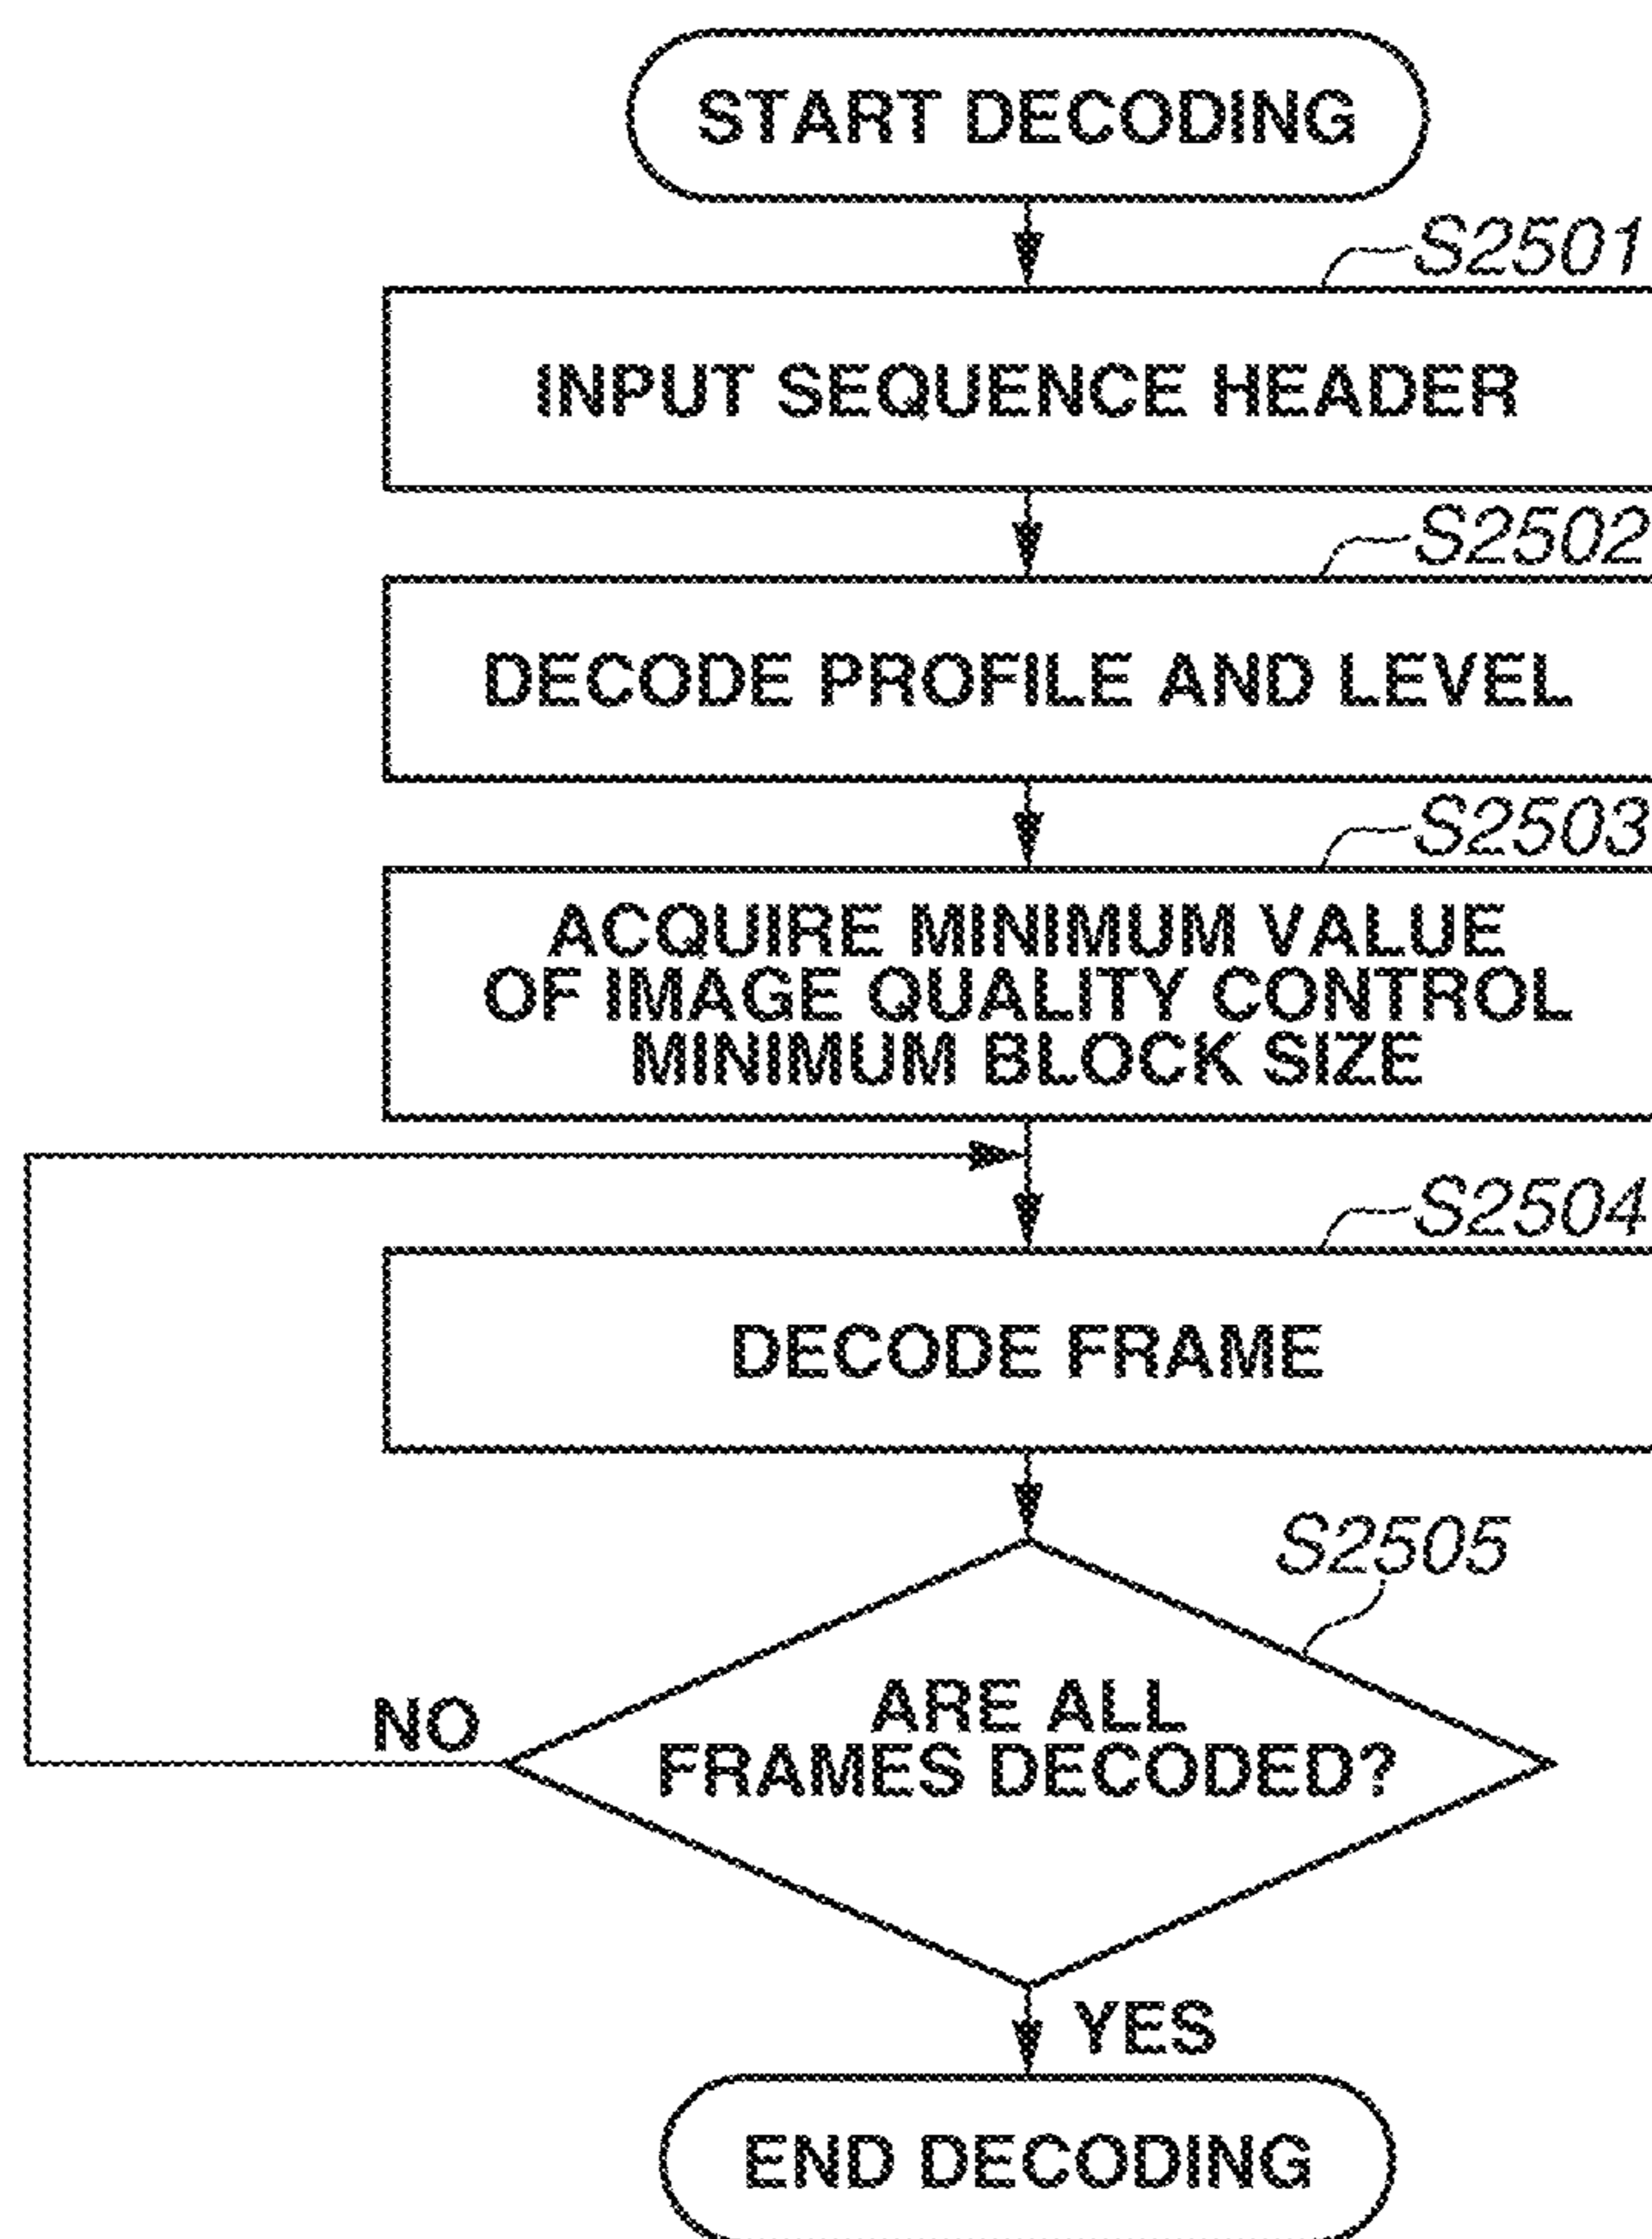 START DECODING
S2501
INPUT SEQUENCE HEADER
S2502
DECODE PROFILE AND LEVEL
S2503
ACQUIRE MINIMUM VALUE
OF IMAGE QUALITY CONTROL
MINIMUM BLOCK SIZE
S2504
DECODE FRAME
S2505
ARE ALL
FRAMES DECODED?
NO
YES
END DECODING